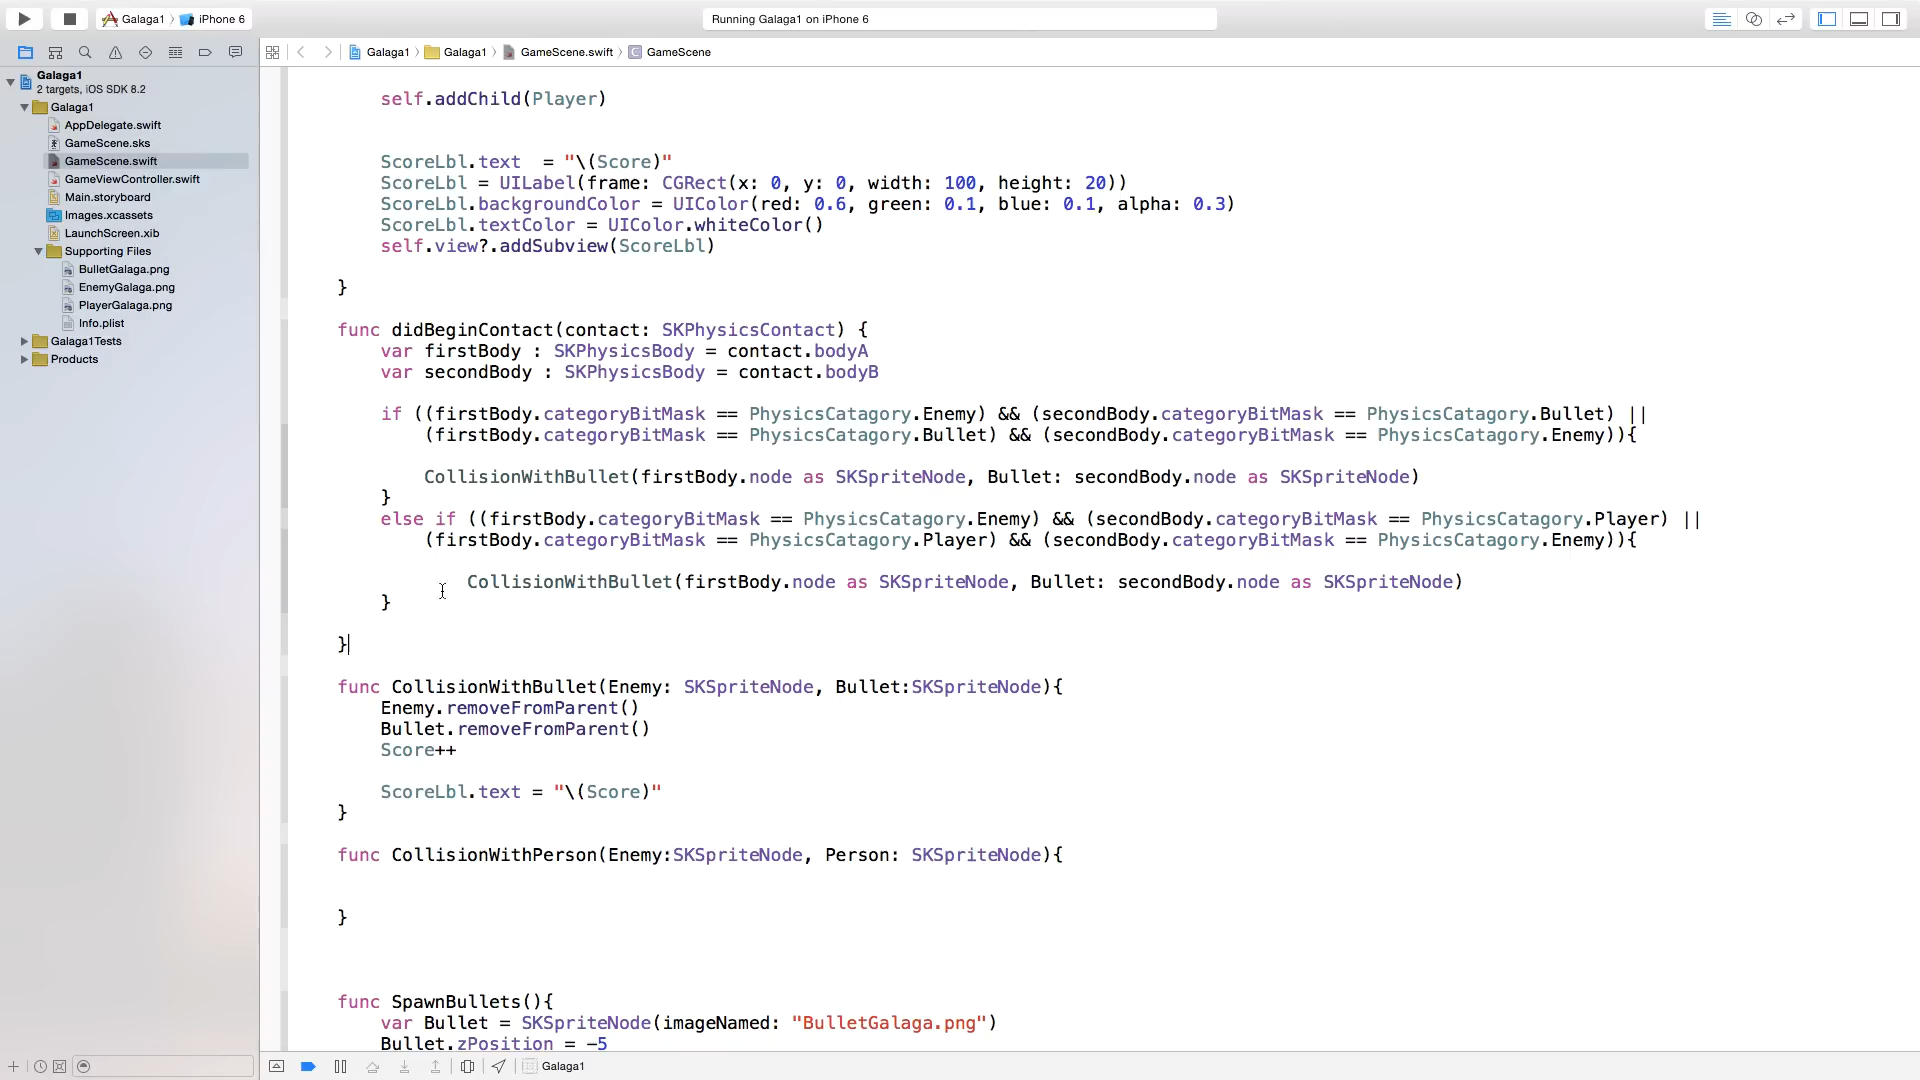 Galaga1 〉 iPhone 6
Running Galaga1 on iPhone 6
Galaga1 〉 Galaga1 〉 GameScene.swift 〉 C GameScene
Galaga1
2 targets, iOS SDK 8.2
Galaga1
AppDelegate.swift
GameScene.sks
GameScene.swift
GameViewController.swift
Main.storyboard
Images.xcassets
LaunchScreen.xib
Supporting Files
BulletGalaga.png
EnemyGalaga.png
PlayerGalaga.png
Info.plist
Galaga1Tests
Products
self.addChild(Player)
ScoreLbl.text  = "\(Score)"
ScoreLbl = UILabel(frame: CGRect(x: 0, y: 0, width: 100, height: 20))
ScoreLbl.backgroundColor = UIColor(red: 0.6, green: 0.1, blue: 0.1, alpha: 0.3)
ScoreLbl.textColor = UIColor.whiteColor()
self.view?.addSubview(ScoreLbl)
}
func didBeginContact(contact: SKPhysicsContact) {
var firstBody : SKPhysicsBody = contact.bodyA
var secondBody : SKPhysicsBody = contact.bodyB
if ((firstBody.categoryBitMask == PhysicsCatagory.Enemy) && (secondBody.categoryBitMask == PhysicsCatagory.Bullet) ||
(firstBody.categoryBitMask == PhysicsCatagory.Bullet) && (secondBody.categoryBitMask == PhysicsCatagory.Enemy)){
CollisionWithBullet(firstBody.node as SKSpriteNode, Bullet: secondBody.node as SKSpriteNode)
}
else if ((firstBody.categoryBitMask == PhysicsCatagory.Enemy) && (secondBody.categoryBitMask == PhysicsCatagory.Player) ||
(firstBody.categoryBitMask == PhysicsCatagory.Player) && (secondBody.categoryBitMask == PhysicsCatagory.Enemy)){
CollisionWithBullet(firstBody.node as SKSpriteNode, Bullet: secondBody.node as SKSpriteNode)
}
}
func CollisionWithBullet(Enemy: SKSpriteNode, Bullet:SKSpriteNode){
Enemy.removeFromParent()
Bullet.removeFromParent()
Score++
ScoreLbl.text = "\(Score)"
}
func CollisionWithPerson(Enemy:SKSpriteNode, Person: SKSpriteNode){
}
func SpawnBullets(){
var Bullet = SKSpriteNode(imageNamed: "BulletGalaga.png")
Bullet.zPosition = -5
Galaga1